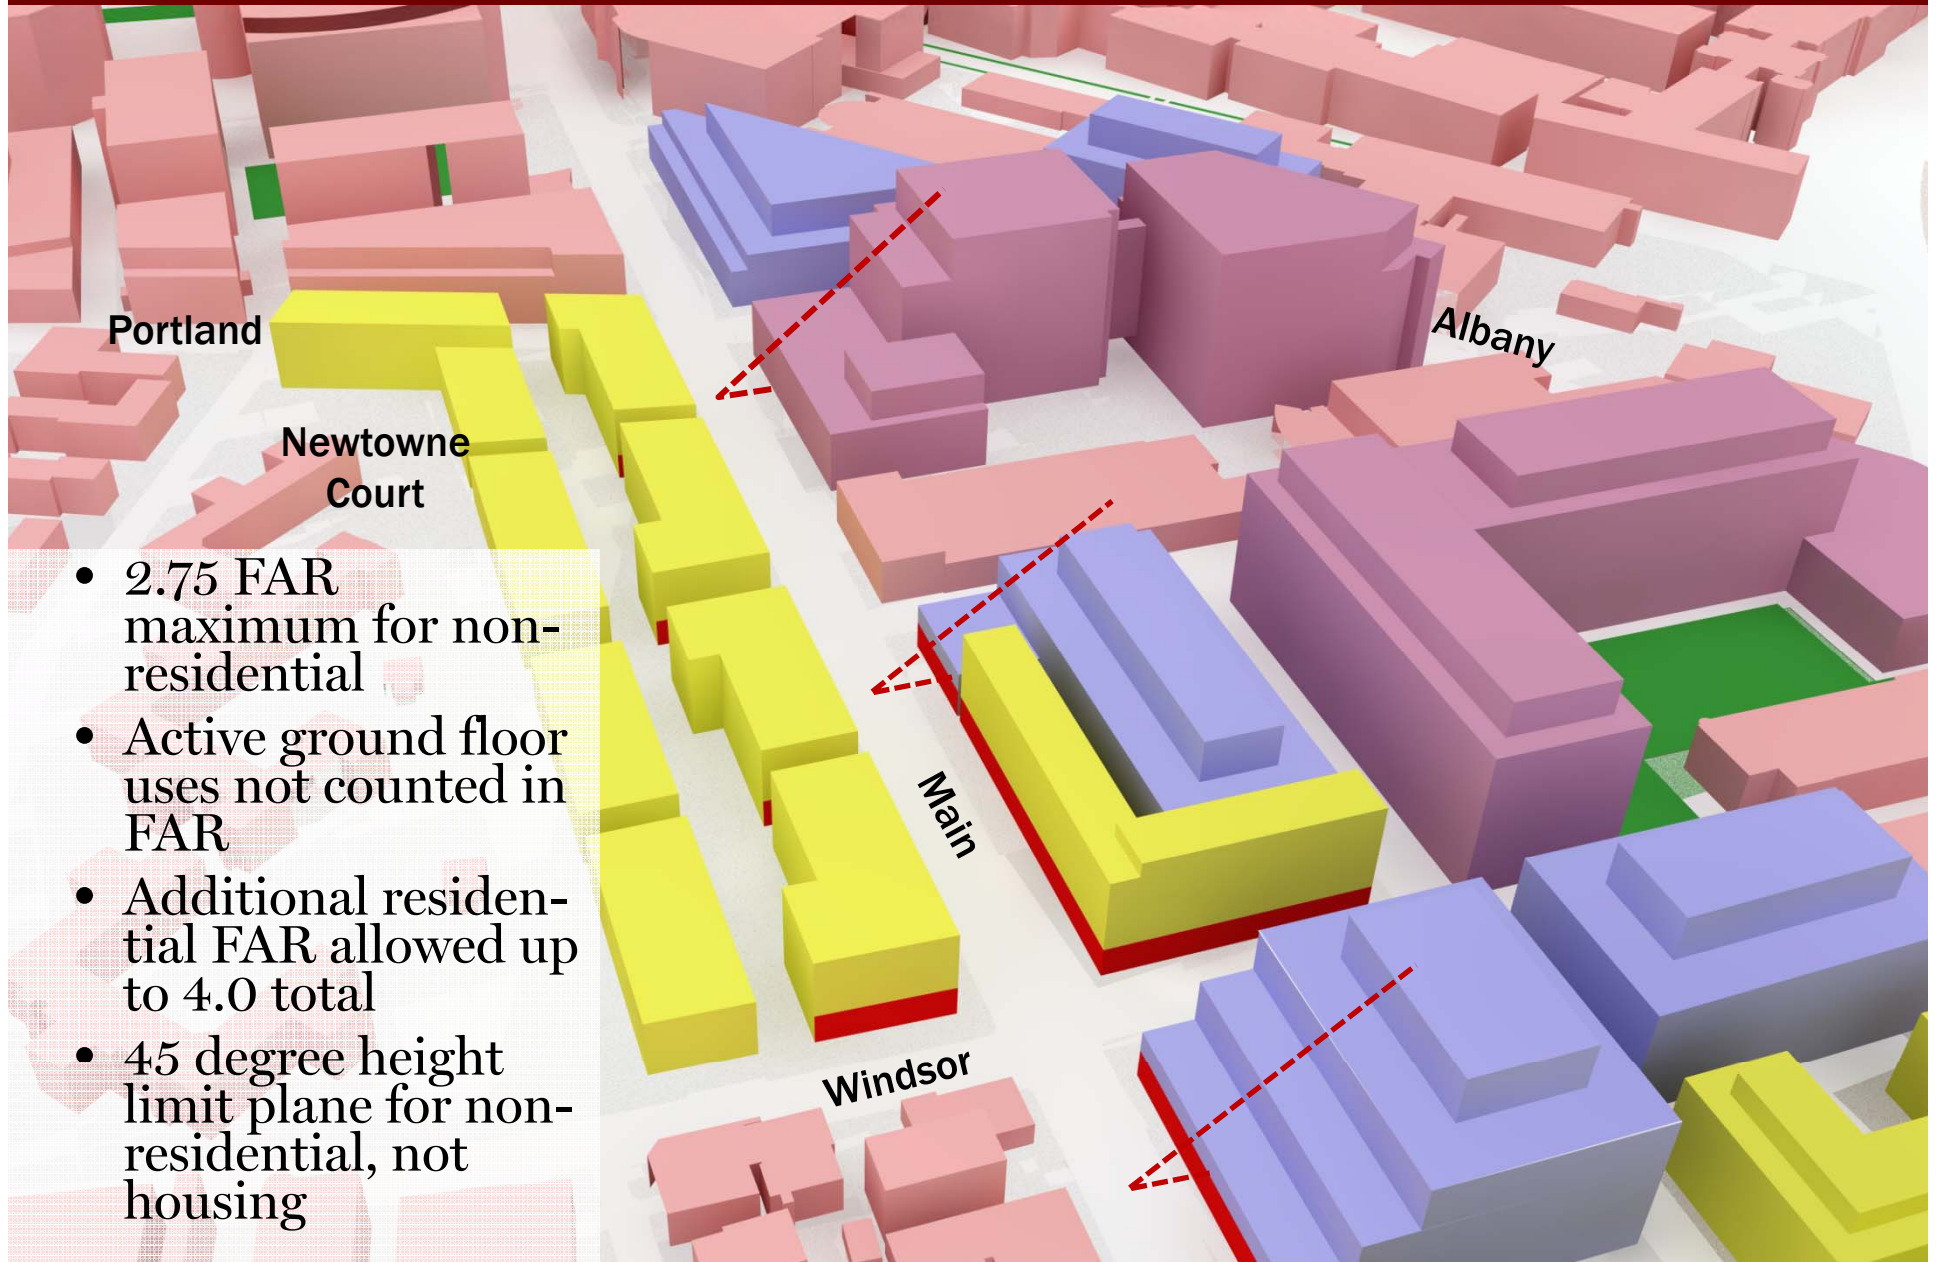 Portland
Albany
Newtowne
Court
• 2.75 FAR
maximum for non-
residential
• Active ground floor
uses not counted in
FAR
• Additional residen-
tial FAR allowed up
to 4.0 total
• 45 degree height
limit plane for non-
residential, not
housing
Main
Windsor